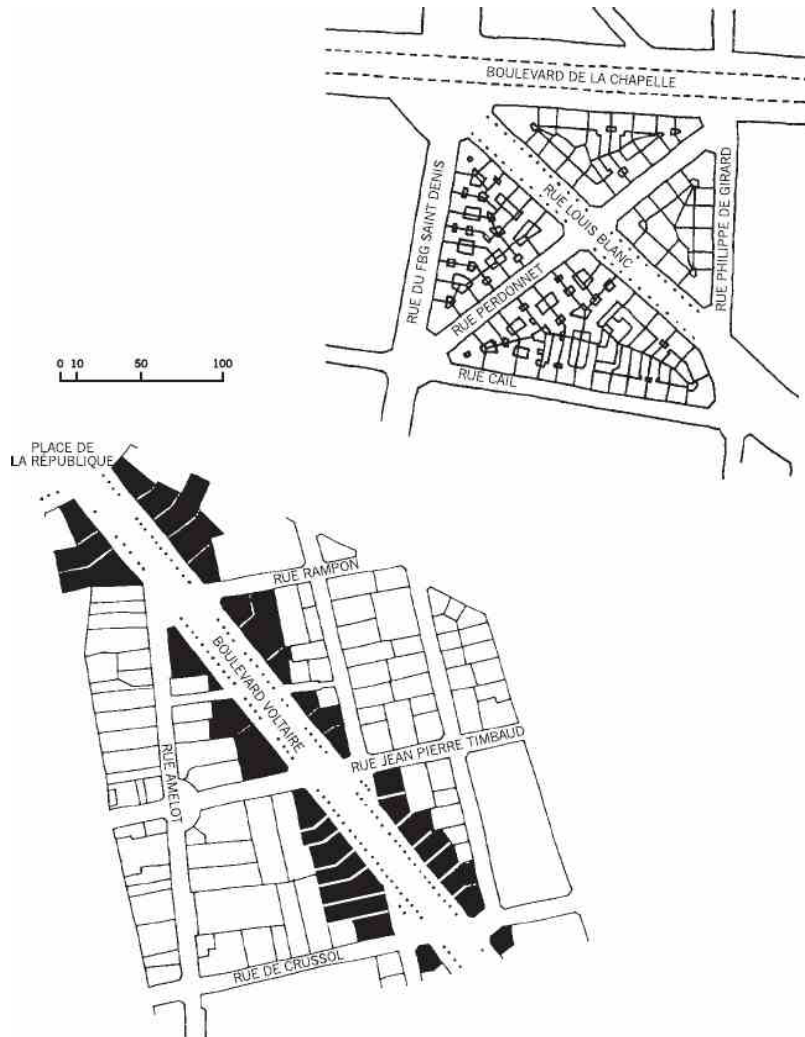 BOULEVARD DE LA CHAPELLE
RUE DU FBG SAINT DENIS
RUE LOUIS BLANC
RUE PHILIPPE DE GIRARD
RUE PERDONNET
RUE CAIL
0 10 50 100
PLACE DE
LA RÉPUBLIQUE
RUE RAMPON
BOULEVARD VOLTAIRE
RUE JEAN PIERRE TIMBAUD
RUE AMELOT
RUE DE CRUSSOL